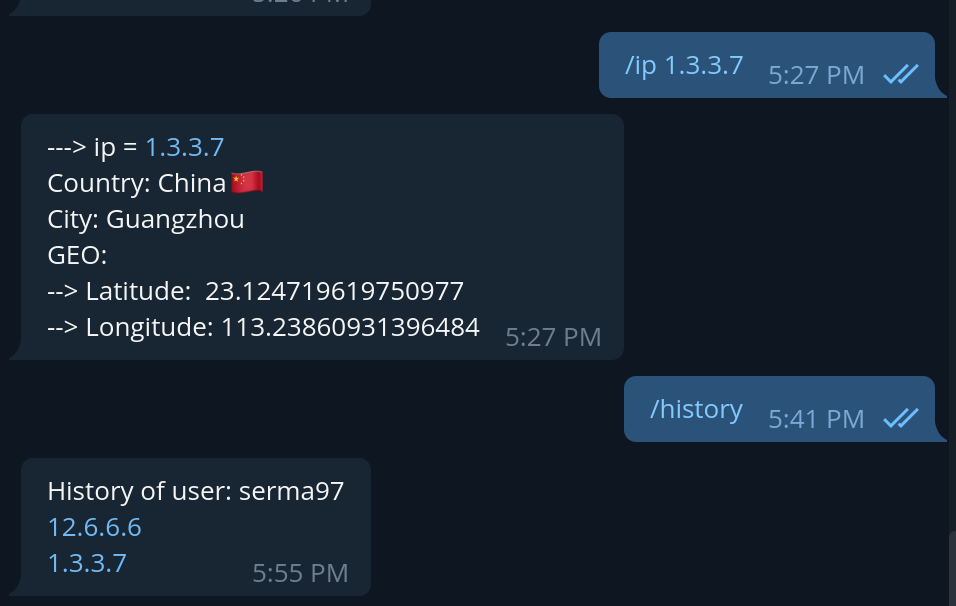 /ip 1.3.3.7 5:27 PM
---> ip = 1.3.3.7
Country: China🇨🇳
City: Guangzhou
GEO:
--> Latitude:  23.124719619750977
--> Longitude: 113.23860931396484 5:27 PM
/history 5:41 PM
History of user: serma97
12.6.6.6
1.3.3.7 5:55 PM